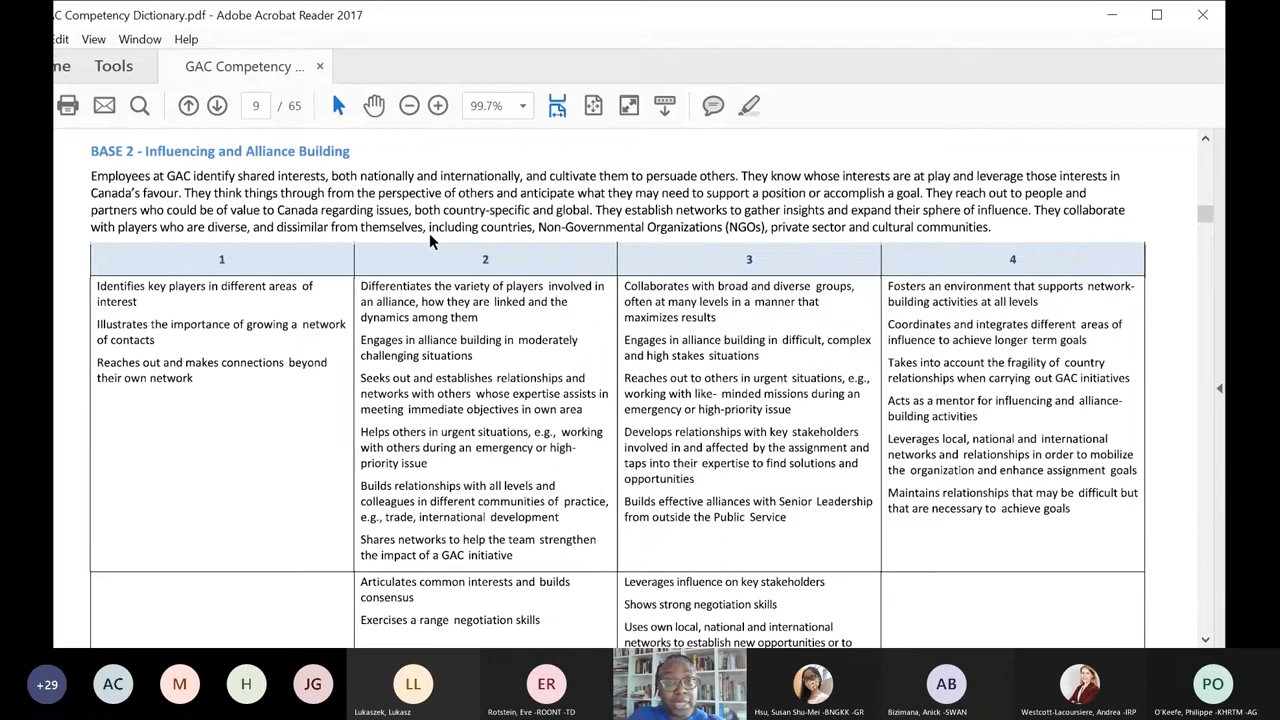 C Competency Dictionary.pdf - Adobe Acrobat Reader 2017
dit View Window Help
me Tools GAC Competency ... ×
9 / 65 99.7%
BASE 2 - Influencing and Alliance Building
Employees at GAC identify shared interests, both nationally and internationally, and cultivate them to persuade others. They know whose interests are at play and leverage those interests in
Canada's favour. They think things through from the perspective of others and anticipate what they may need to support a position or accomplish a goal. They reach out to people and
partners who could be of value to Canada regarding issues, both country-specific and global. They establish networks to gather insights and expand their sphere of influence. They collaborate
with players who are diverse, and dissimilar from themselves, including countries, Non-Governmental Organizations (NGOs), private sector and cultural communities.
1
Identifies key players in different areas of
interest
Illustrates the importance of growing a network
of contacts
Reaches out and makes connections beyond
their own network
2
Differentiates the variety of players involved in
an alliance, how they are linked and the
dynamics among them
Engages in alliance building in moderately
challenging situations
Seeks out and establishes relationships and
networks with others whose expertise assists in
meeting immediate objectives in own area
Helps others in urgent situations, e.g., working
with others during an emergency or high-
priority issue
Builds relationships with all levels and
colleagues in different communities of practice,
e.g., trade, international development
Shares networks to help the team strengthen
the impact of a GAC initiative
3
Collaborates with broad and diverse groups,
often at many levels in a manner that
maximizes results
Engages in alliance building in difficult, complex
and high stakes situations
Reaches out to others in urgent situations, e.g.,
working with like- minded missions during an
emergency or high-priority issue
Develops relationships with key stakeholders
involved in and affected by the assignment and
taps into their expertise to find solutions and
opportunities
Builds effective alliances with Senior Leadership
from outside the Public Service
4
Fosters an environment that supports network-
building activities at all levels
Coordinates and integrates different areas of
influence to achieve longer term goals
Takes into account the fragility of country
relationships when carrying out GAC initiatives
Acts as a mentor for influencing and alliance-
building activities
Leverages local, national and international
networks and relationships in order to mobilize
the organization and enhance assignment goals
Maintains relationships that may be difficult but
that are necessary to achieve goals
Articulates common interests and builds
consensus
Exercises a range negotiation skills
Leverages influence on key stakeholders
Shows strong negotiation skills
Uses own local, national and international
networks to establish new opportunities or to
+29 AC M H JG LL ER AB PO
Lukaszek, Lukasz
Rotstein, Eve -ROONT -TD
Hsu, Susan Shu-Mei -BNGKK -GR
Bizimana, Anick -SWAN
Westcott-Lacoursiere, Andrea -IRP
O'Keefe, Philippe -KHRTM -AG